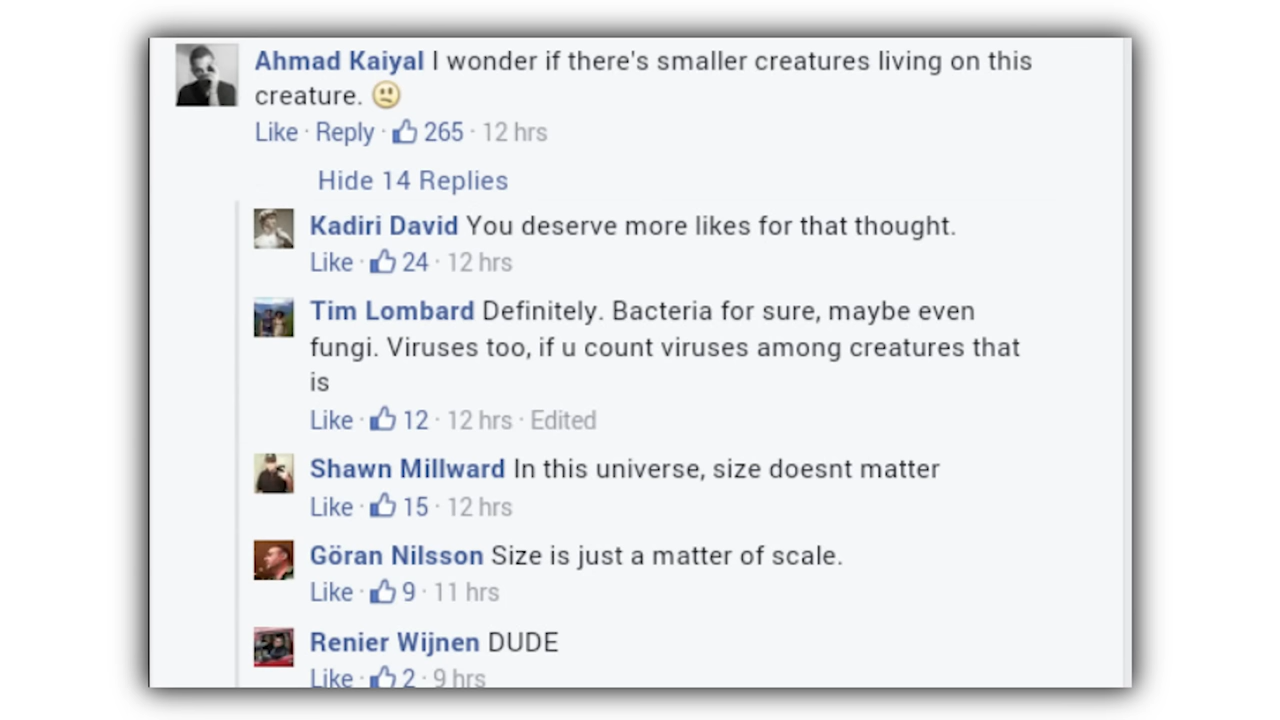 Ahmad Kaiyal I wonder if there's smaller creatures living on this
creature.
Like · Reply · 265 · 12 hrs
Hide 14 Replies
Kadiri David You deserve more likes for that thought.
Like · 24 · 12 hrs
Tim Lombard Definitely. Bacteria for sure, maybe even
fungi. Viruses too, if u count viruses among creatures that
is
Like · 12 · 12 hrs · Edited
Shawn Millward In this universe, size doesnt matter
Like · 15 · 12 hrs
Göran Nilsson Size is just a matter of scale.
Like · 9 · 11 hrs
Renier Wijnen DUDE
Like · 2 · 9 hrs